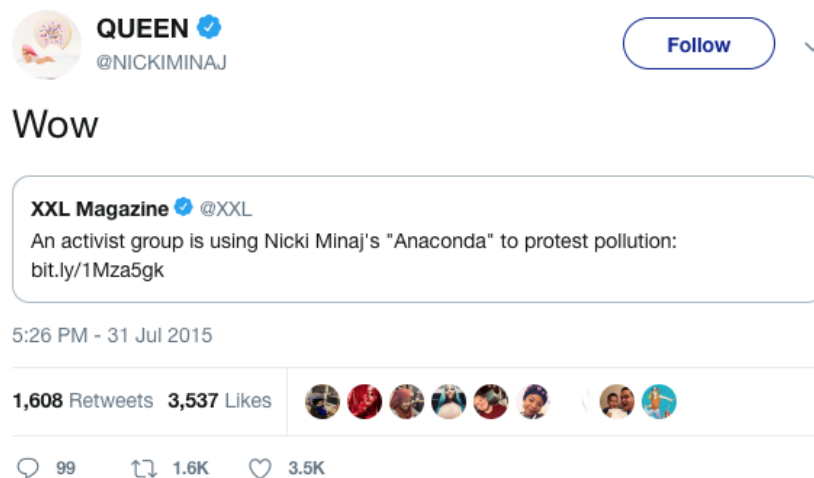 QUEEN
@NICKIMINAJ
Follow
Wow
XXL Magazine @XXL
An activist group is using Nicki Minaj's "Anaconda" to protest pollution:
bit.ly/1Mza5gk
5:26 PM - 31 Jul 2015
1,608 Retweets 3,537 Likes
99 1.6K 3.5K